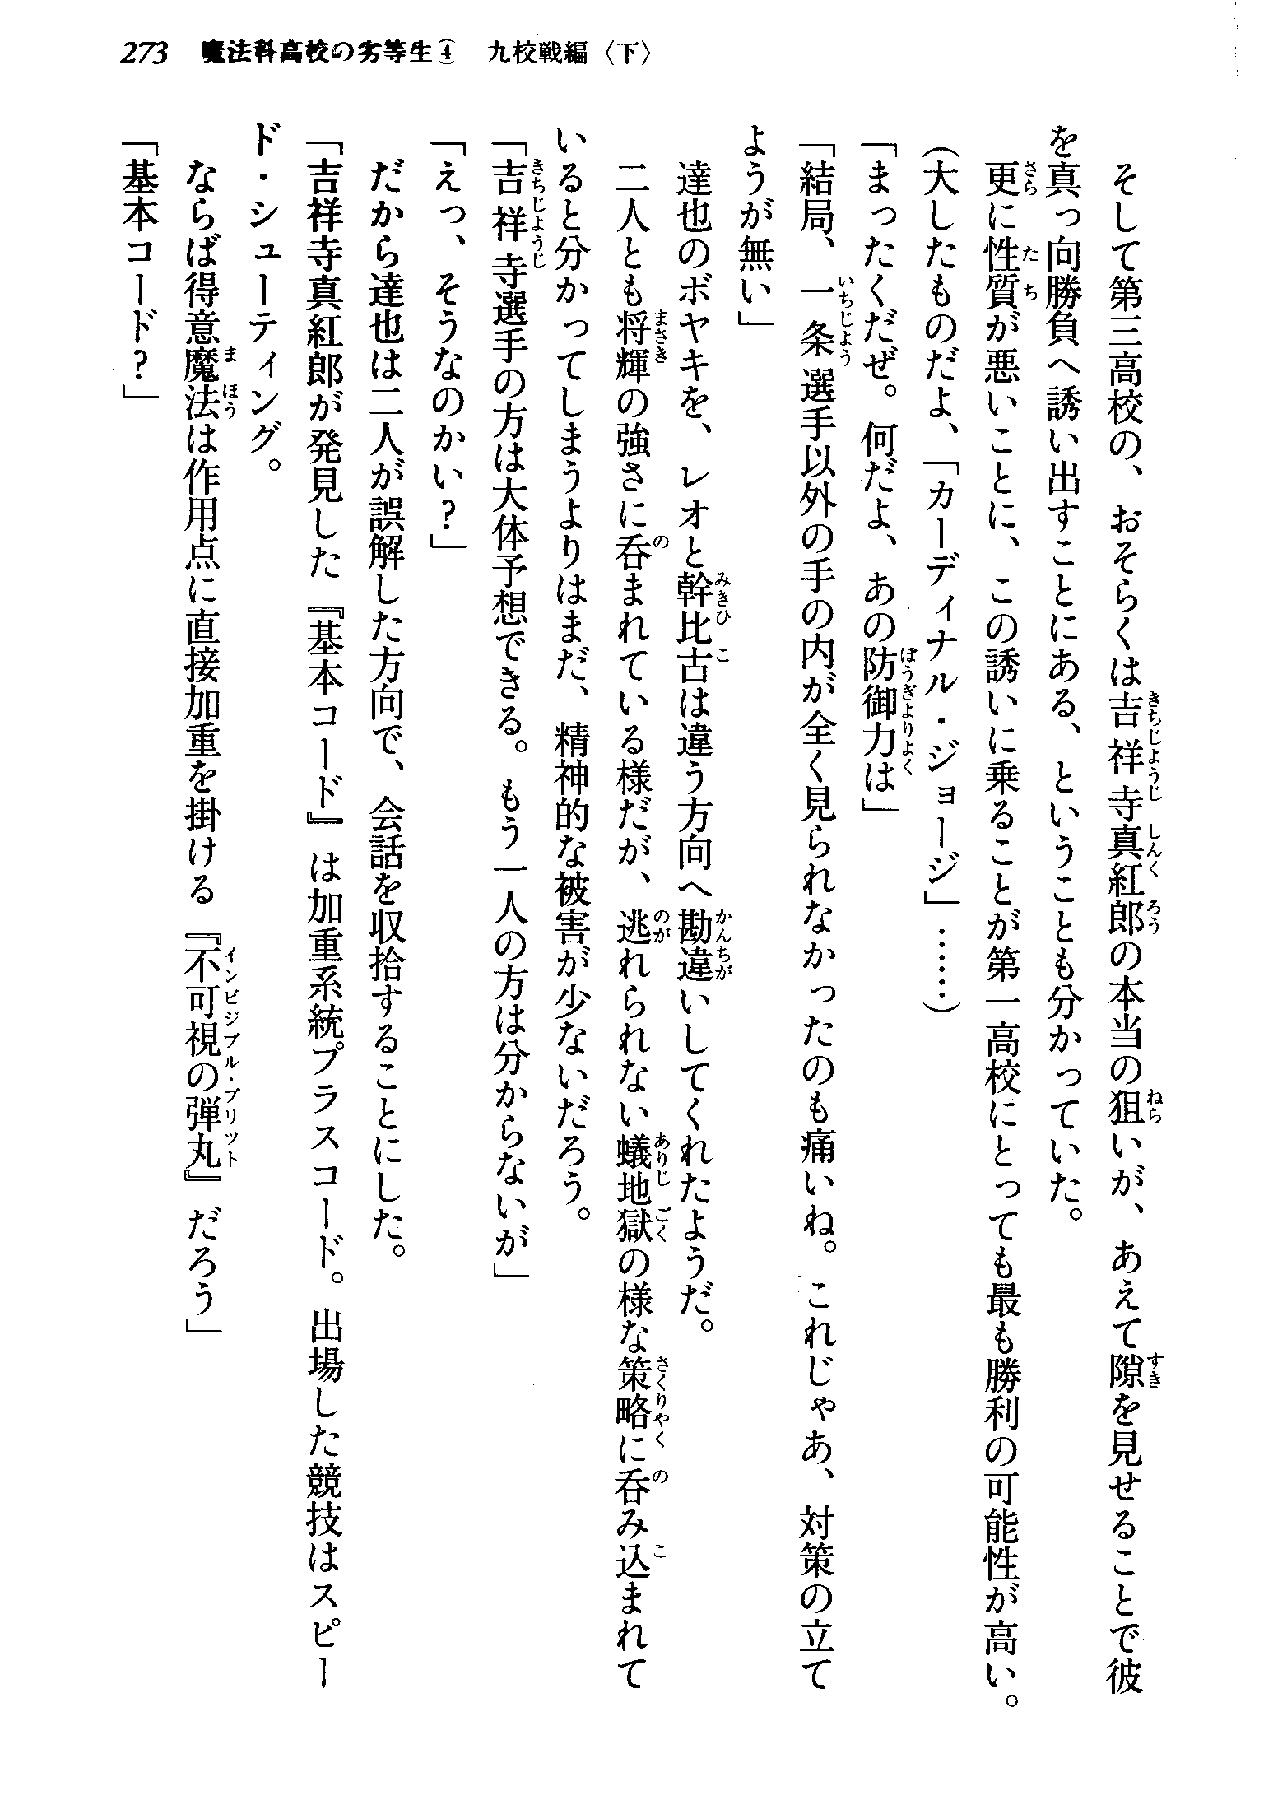 273 魔法科高校の劣等生④ 九校戦編〈下〉
そして第三高校の、おそらくは吉祥寺真紅郎の本当の狙いが、あえて隙を見せることで彼
を真っ向勝負へ誘い出すことにある、ということも分かっていた。
更に性質が悪いことに、この誘いに乗ることが第一高校にとっても最も勝利の可能性が高い。
(大したものだよ、「カーディナル・ジョージ」……)
「まったくだぜ。何だよ、あの防御力は」
「結局、一条選手以外の手の内が全く見られなかったのも痛いね。これじゃあ、対策の立て
ようが無い」
達也のボヤキを、レオと幹比古は違う方向へ勘違いしてくれたようだ。
二人とも将輝の強さに呑まれている様だが、逃れられない蟻地獄の様な策略に呑み込まれて
いると分かってしまうよりはまだ、精神的な被害が少ないだろう。
「吉祥寺選手の方は大体予想できる。もう一人の方は分からないが」
「えっ、そうなのかい?」
だから達也は二人が誤解した方向で、会話を収拾することにした。
「吉祥寺真紅郎が発見した『基本コード』は加重系統プラスコード。出場した競技はスピー
ド・シューティング。
ならば得意魔法は作用点に直接加重を掛ける『不可視の弾丸』だろう」
「基本コード?」